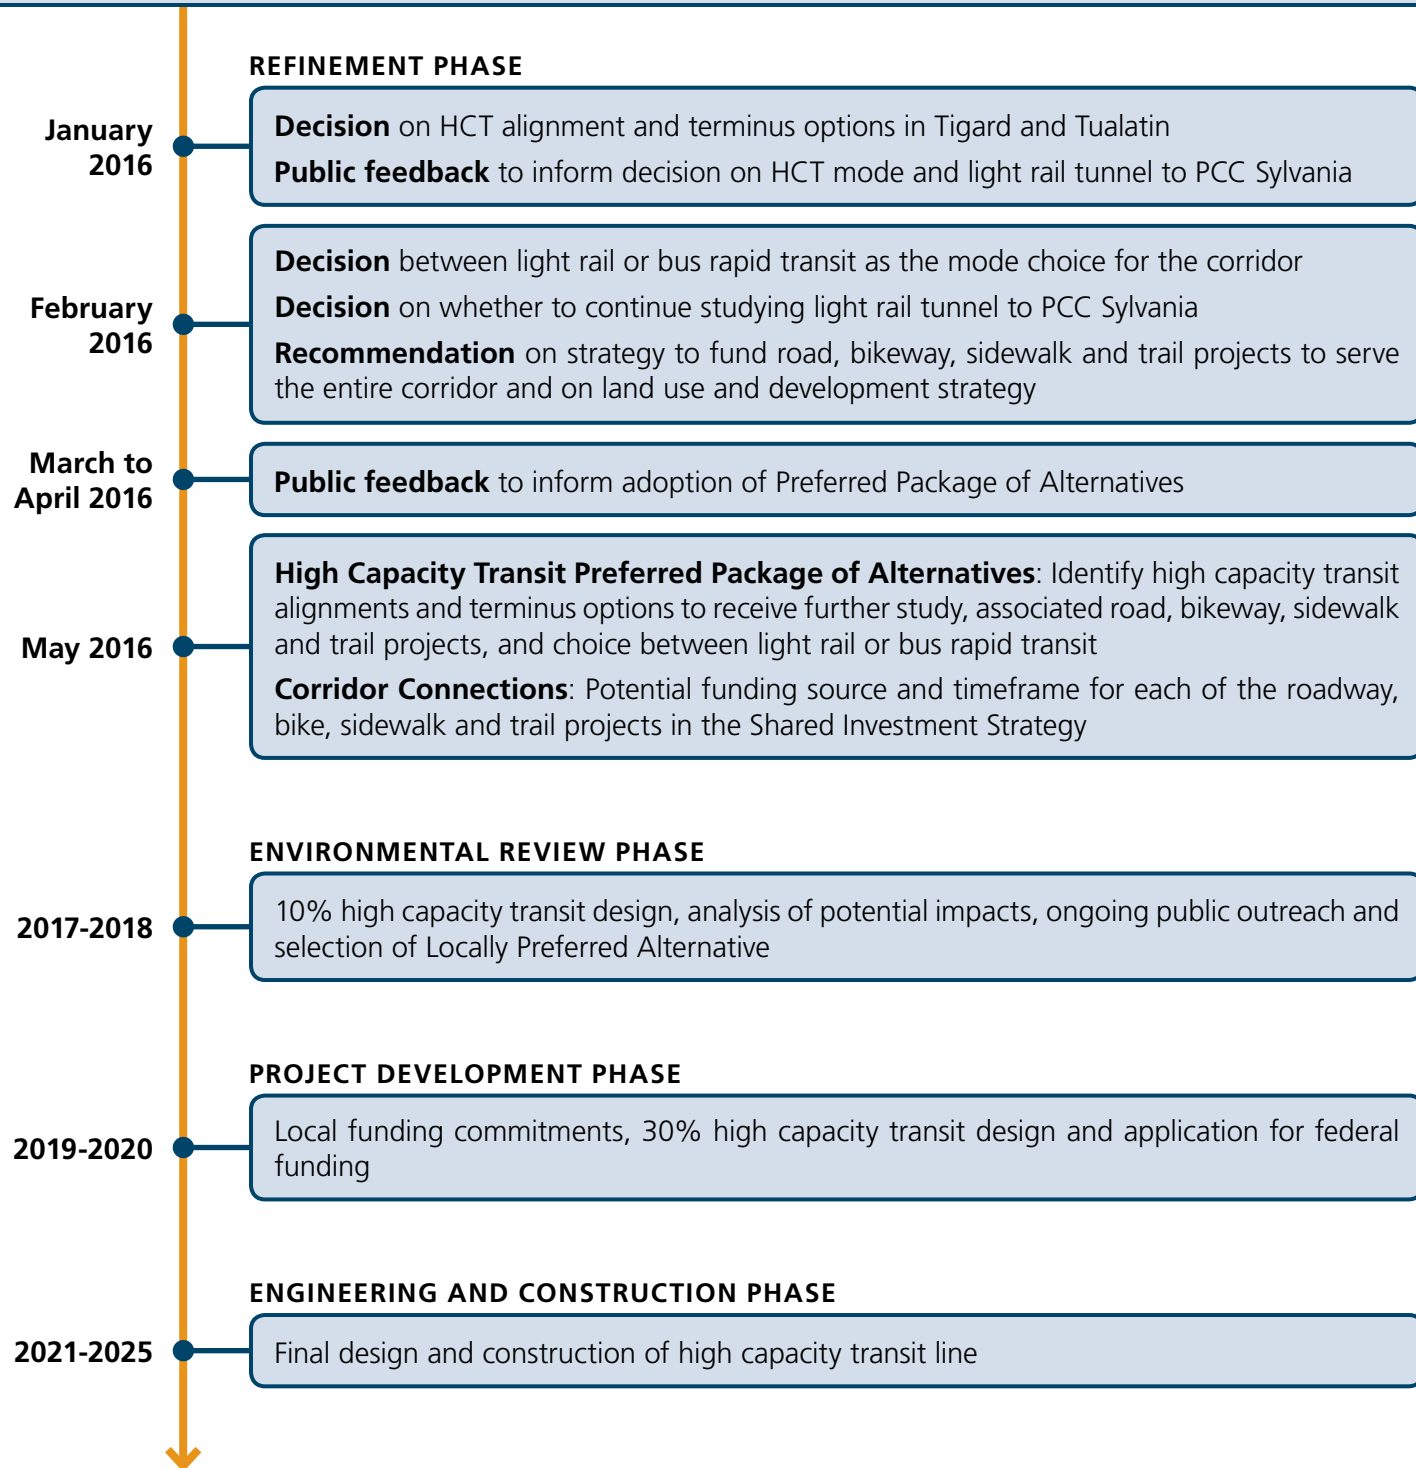 REFINEMENT PHASE
January
2016
Decision on HCT alignment and terminus options in Tigard and Tualatin
Public feedback to inform decision on HCT mode and light rail tunnel to PCC Sylvania
February
2016
Decision between light rail or bus rapid transit as the mode choice for the corridor
Decision on whether to continue studying light rail tunnel to PCC Sylvania
Recommendation on strategy to fund road, bikeway, sidewalk and trail projects to serve
the entire corridor and on land use and development strategy
March to
April 2016
Public feedback to inform adoption of Preferred Package of Alternatives
May 2016
High Capacity Transit Preferred Package of Alternatives: Identify high capacity transit
alignments and terminus options to receive further study, associated road, bikeway, sidewalk
and trail projects, and choice between light rail or bus rapid transit
Corridor Connections: Potential funding source and timeframe for each of the roadway,
bike, sidewalk and trail projects in the Shared Investment Strategy
ENVIRONMENTAL REVIEW PHASE
2017-2018
10% high capacity transit design, analysis of potential impacts, ongoing public outreach and
selection of Locally Preferred Alternative
PROJECT DEVELOPMENT PHASE
2019-2020
Local funding commitments, 30% high capacity transit design and application for federal
funding
ENGINEERING AND CONSTRUCTION PHASE
2021-2025
Final design and construction of high capacity transit line